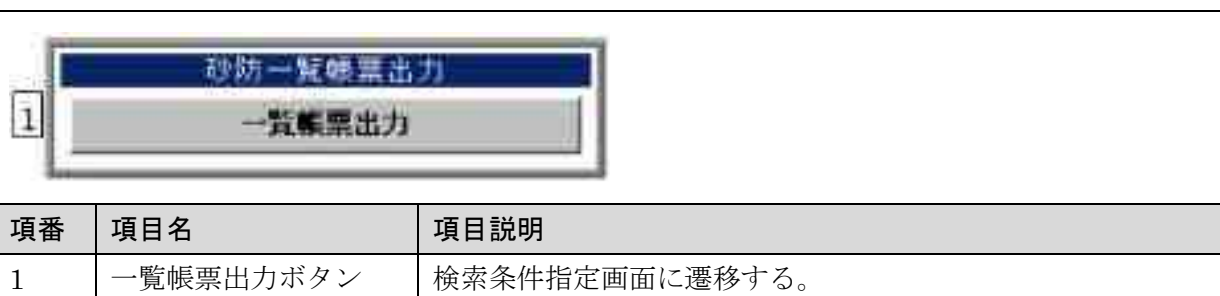 砂防一覧帳票出力
1
一覧帳票出力
項番 項目名 項目説明
1 一覧帳票出力ボタン 検索条件指定画面に遷移する。